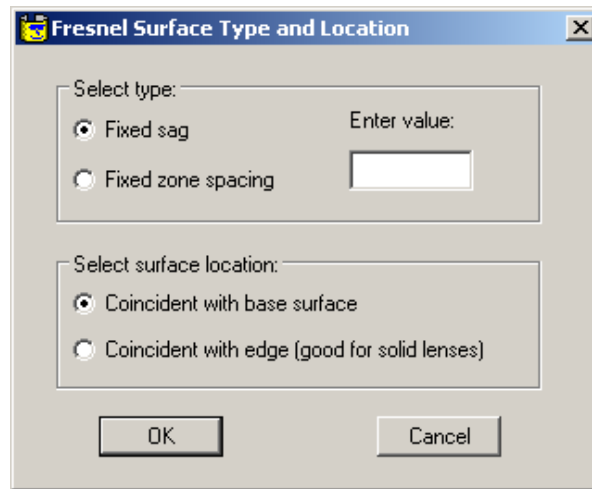 Fresnel Surface Type and Location
Select type:
Fixed sag
Enter value:
Fixed zone spacing
Select surface location:
Coincident with base surface
Coincident with edge (good for solid lenses)
OK
Cancel